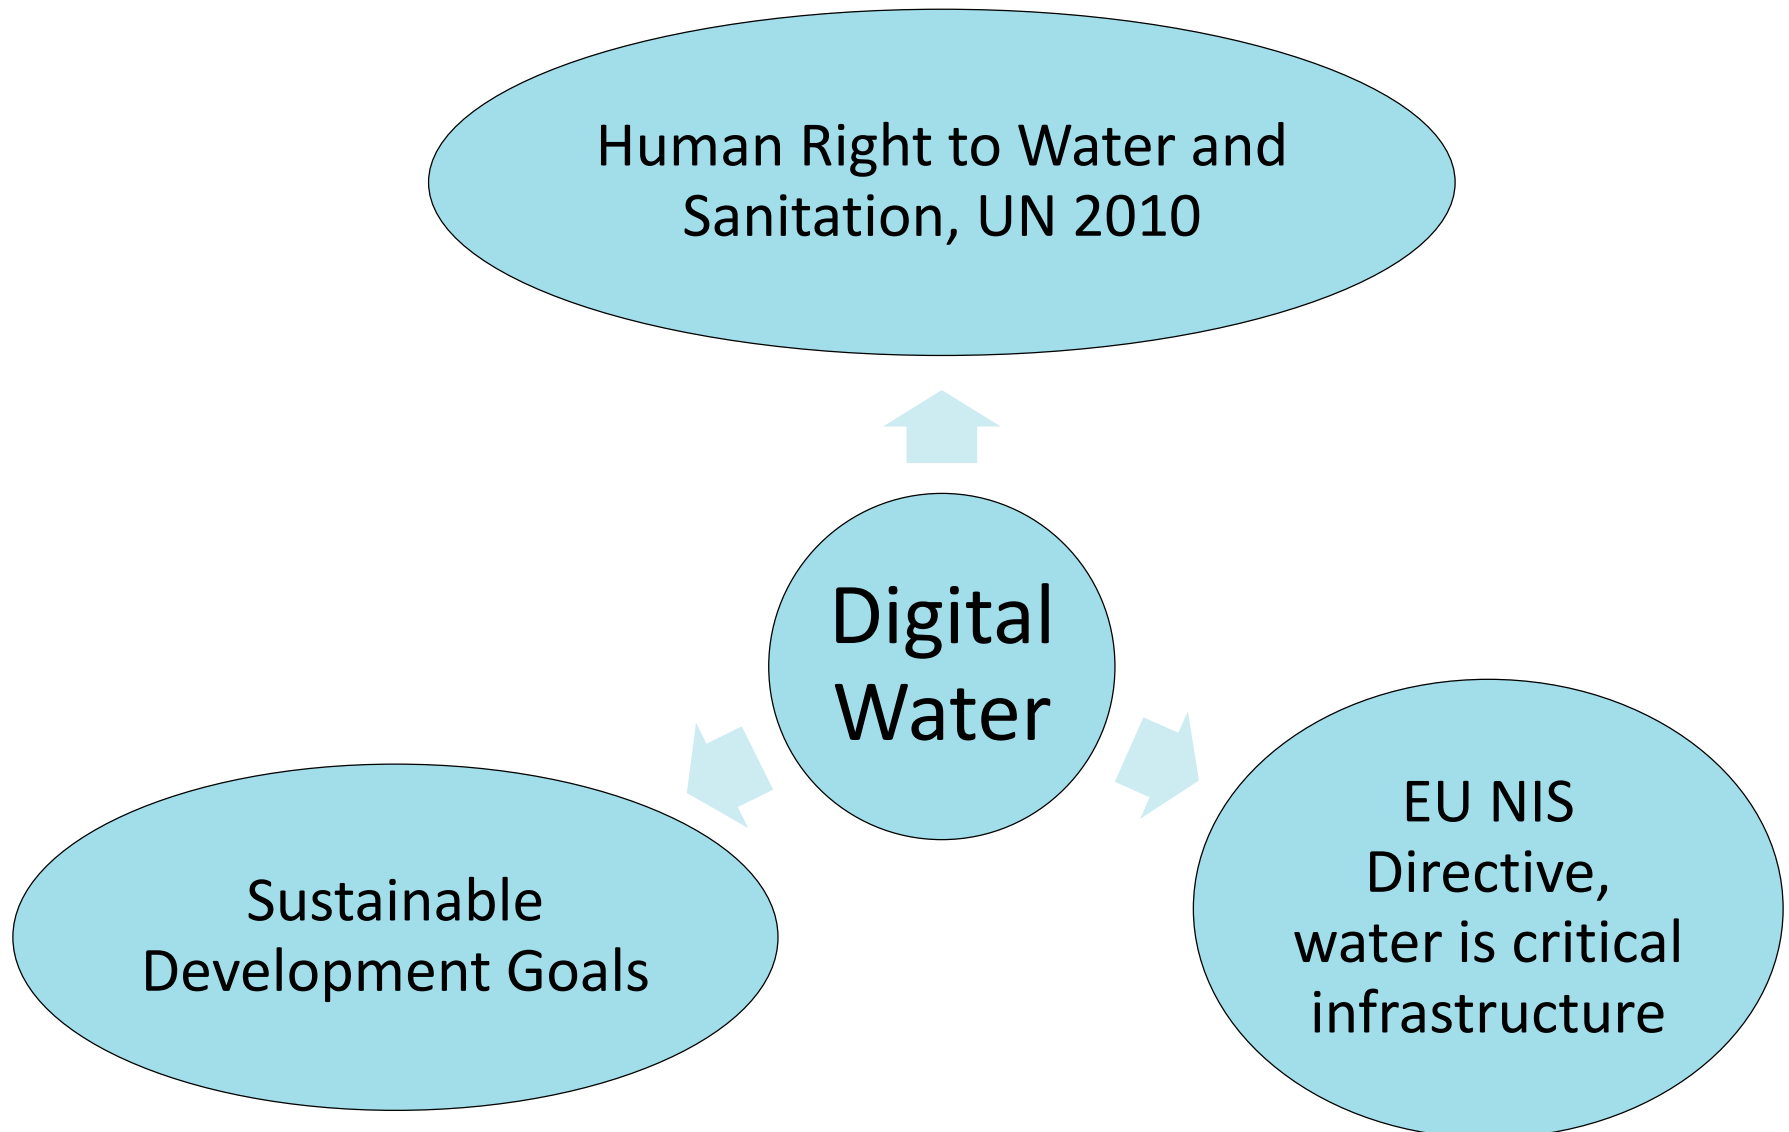 Human Right to Water and
Sanitation, UN 2010
Digital
Water
Sustainable
Development Goals
EU NIS
Directive,
water is critical
infrastructure